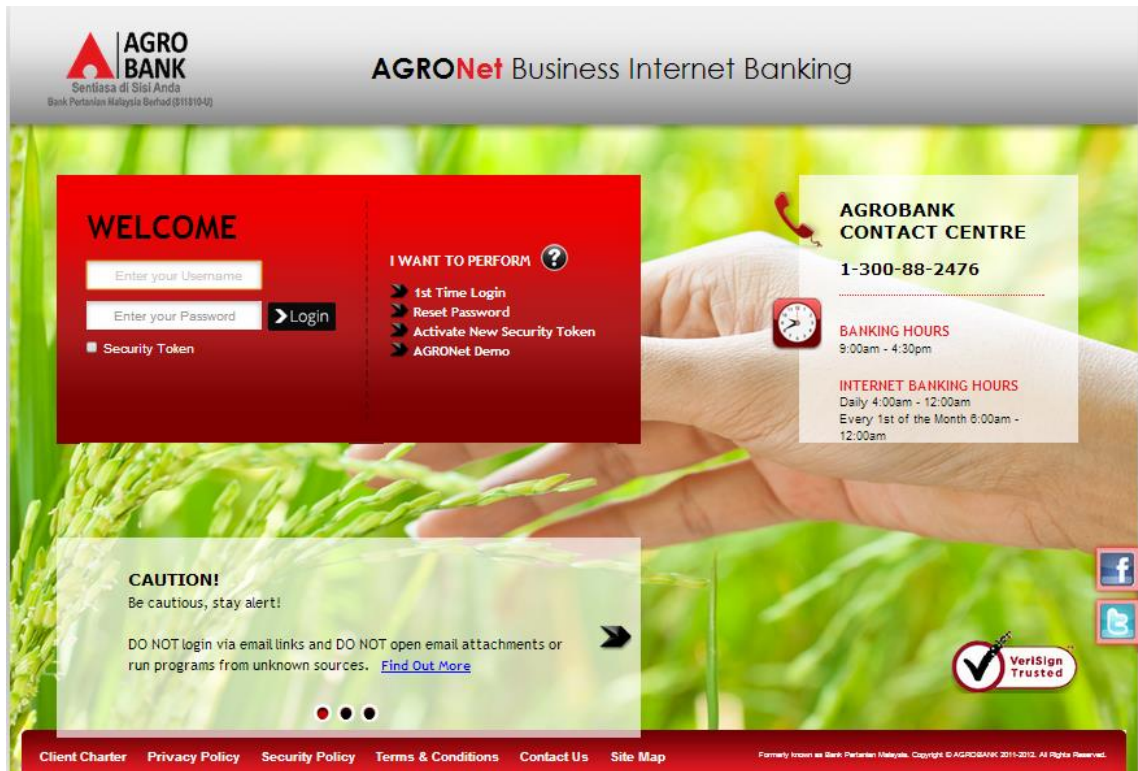 AGRO
BANK
Sentiasa di Sisi Anda
Bank Pertanian Malaysia Berhad (811810-U)
AGRONet Business Internet Banking
WELCOME
Enter your Username
Enter your Password
Login
Security Token
I WANT TO PERFORM ?
1st Time Login
Reset Password
Activate New Security Token
AGRONet Demo
AGROBANK
CONTACT CENTRE
1-300-88-2476
BANKING HOURS
9:00am - 4:30pm
INTERNET BANKING HOURS
Daily 4:00am - 12:00am
Every 1st of the Month 6:00am -
12:00am
CAUTION!
Be cautious, stay alert!
DO NOT login via email links and DO NOT open email attachments or
run programs from unknown sources. Find Out More
f
t
VeriSign
Trusted
Client Charter Privacy Policy Security Policy Terms & Conditions Contact Us Site Map
Formerly known as Bank Pertanian Malaysia. Copyright © AGROBANK 2011-2012. All Rights Reserved.